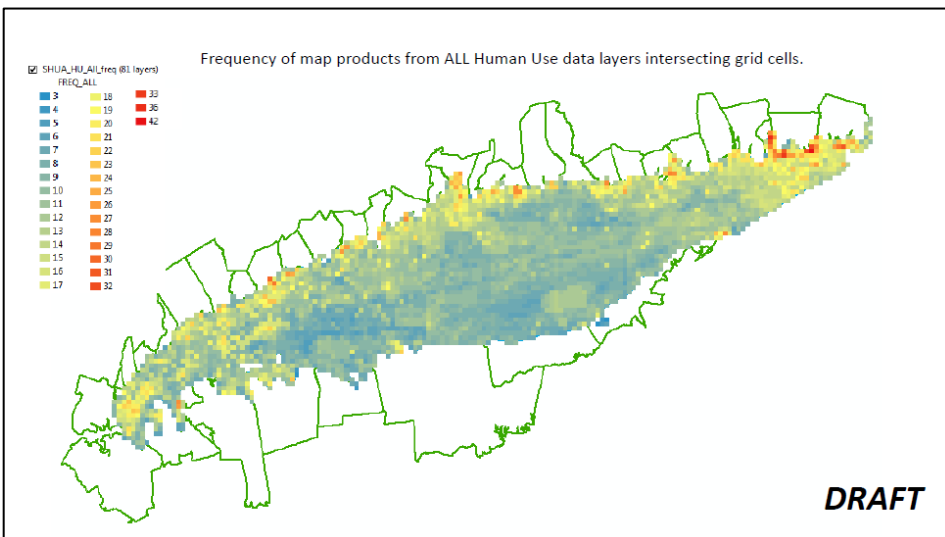 Frequency of map products from ALL Human Use data layers intersecting grid cells.
SHUA_HU_All_freq (81 layers)
FREQ_ALL
3 18 33
4 19 36
5 20 42
6 21
7 22
8 23
9 24
10 25
11 26
12 27
13 28
14 29
15 30
16 31
17 32
DRAFT